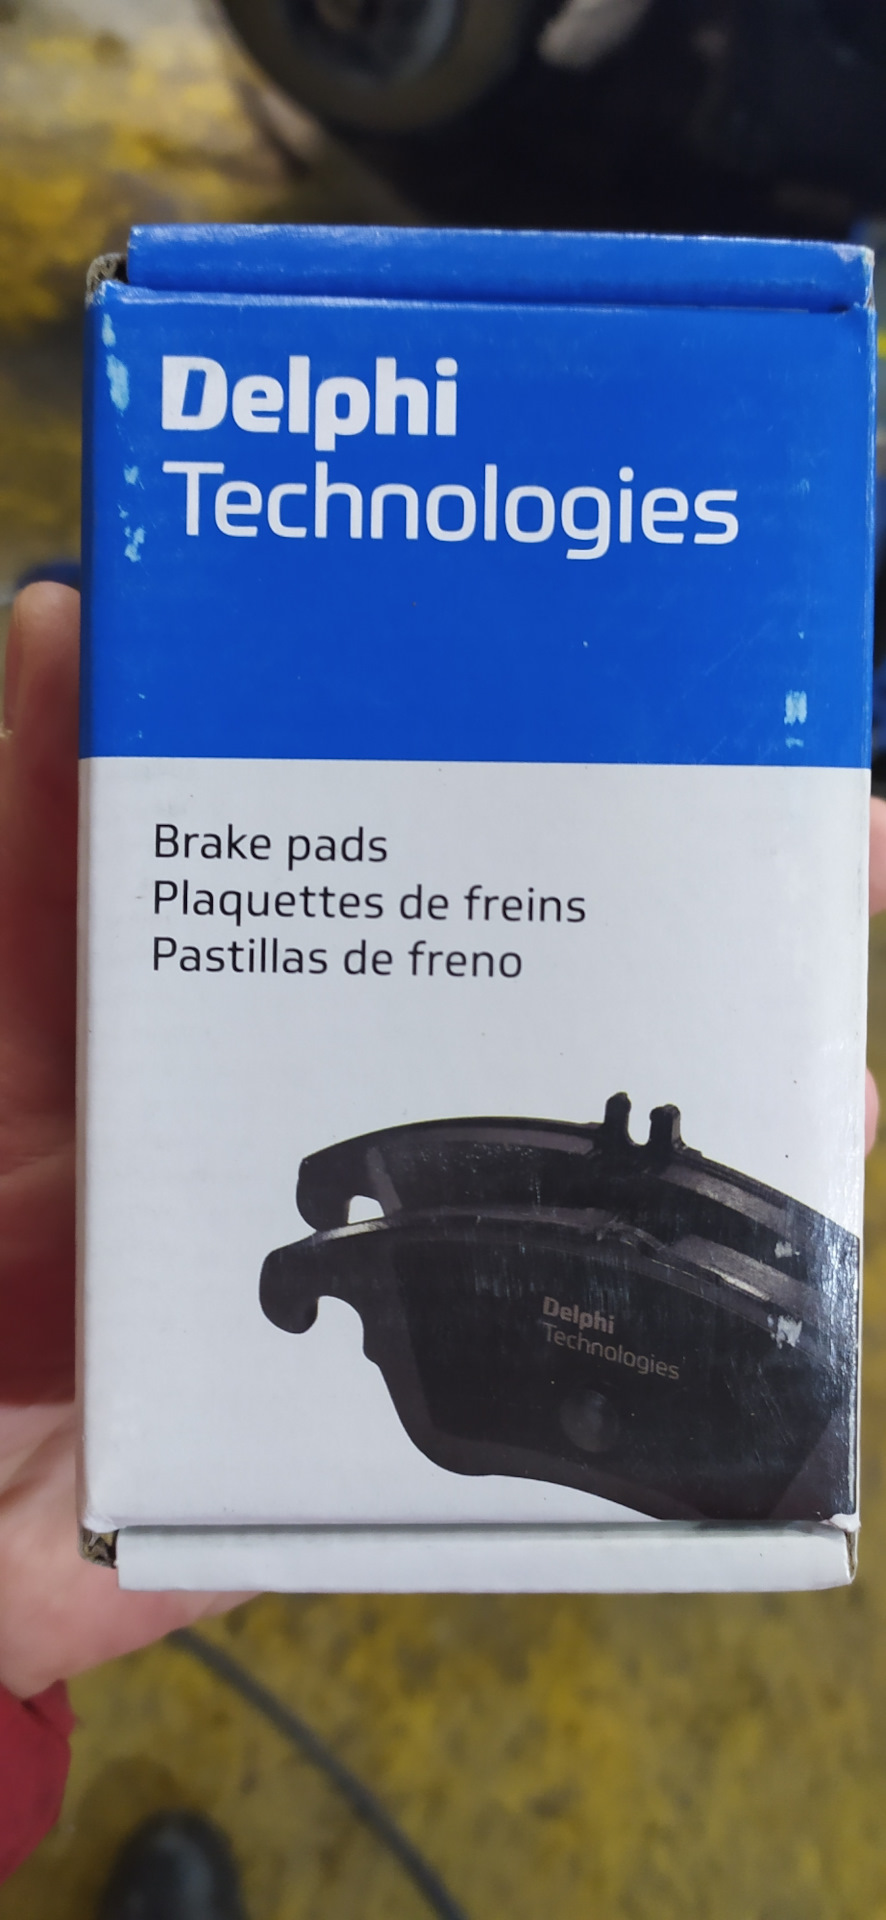 Delphi
Technologies
Brake pads
Plaquettes de freins
Pastillas de freno
Delphi
Technologies